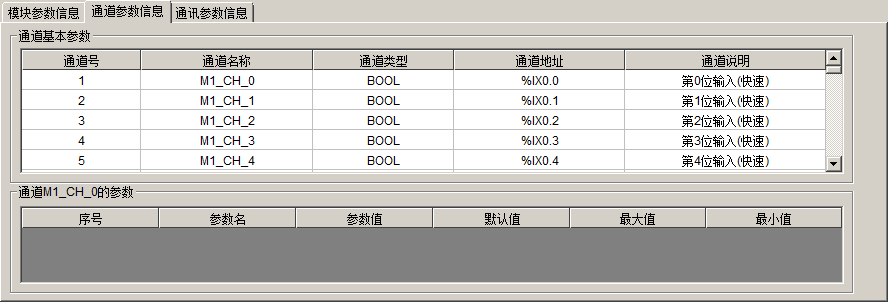 模块参数信息 通道参数信息 通讯参数信息
通道基本参数
通道号 通道名称 通道类型 通道地址 通道说明
1 M1_CH_0 BOOL %IX0.0 第0位输入(快速)
2 M1_CH_1 BOOL %IX0.1 第1位输入(快速)
3 M1_CH_2 BOOL %IX0.2 第2位输入(快速)
4 M1_CH_3 BOOL %IX0.3 第3位输入(快速)
5 M1_CH_4 BOOL %IX0.4 第4位输入(快速)
通道M1_CH_0的参数
序号 参数名 参数值 默认值 最大值 最小值